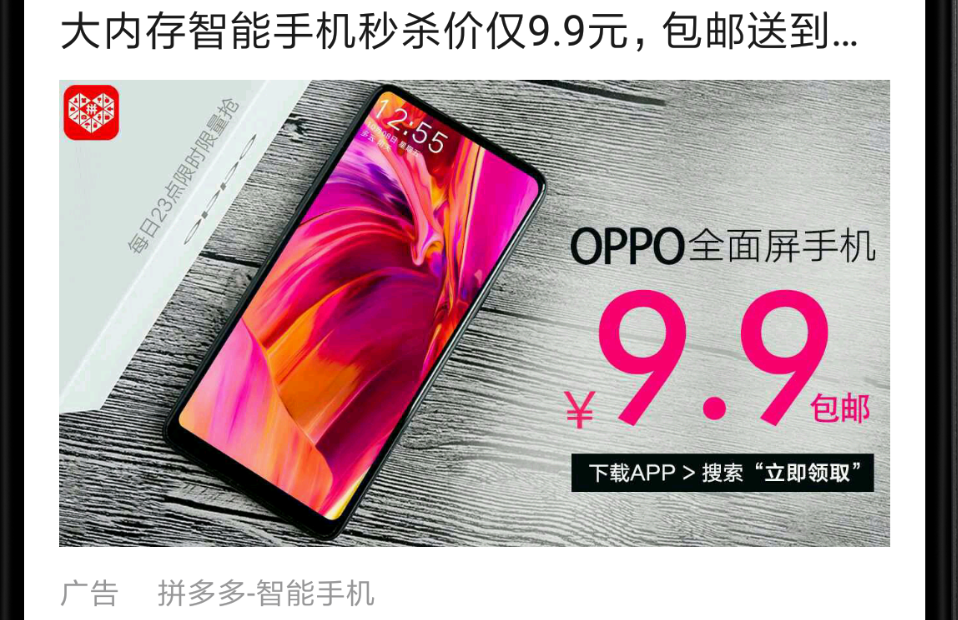 大内存智能手机秒杀价仅9.9元，包邮送到...
拼
每日23点限时限量抢
oppo
12:55
OPPO全面屏手机
¥9.9包邮
下载APP > 搜索“立即领取”
广告 拼多多-智能手机